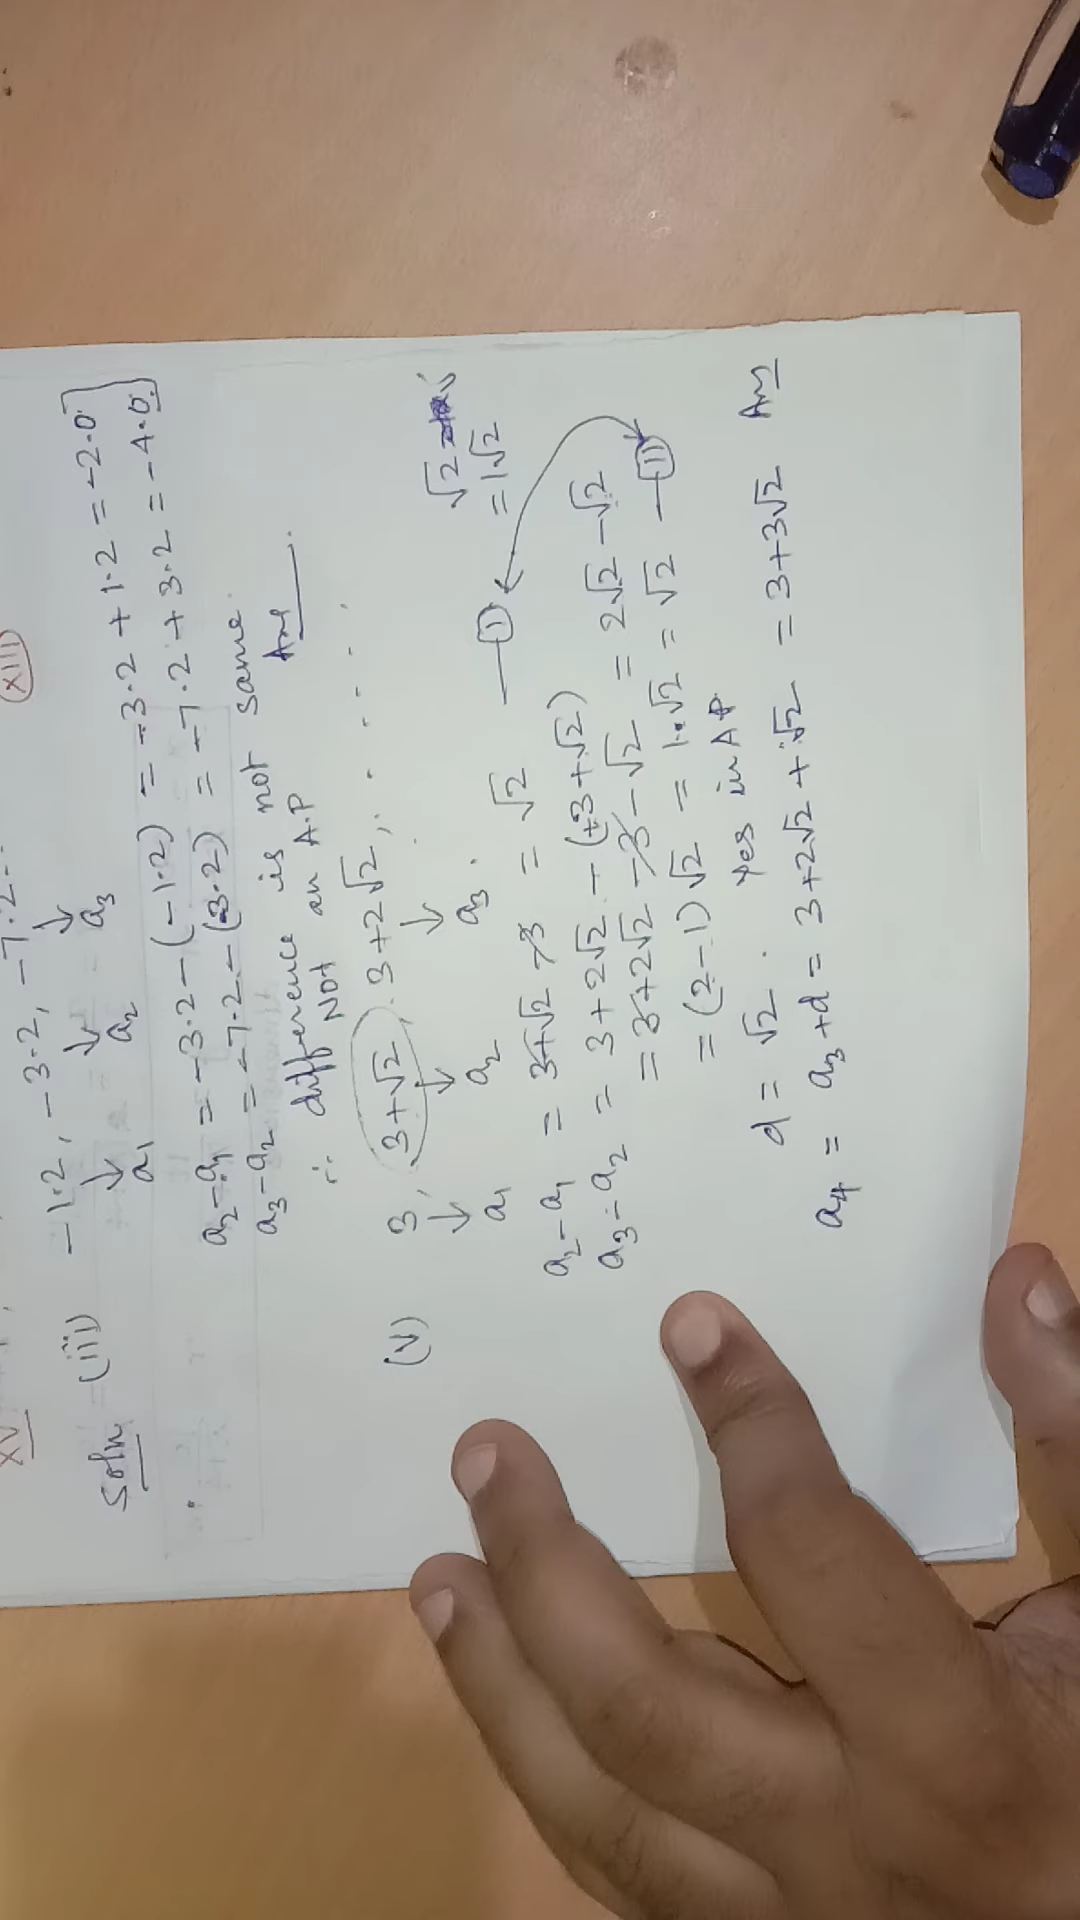 XIII
(iii) -1.2, -3.2, -7.2..
Soln
↓ ↓ ↓
a₁ a₂ a₃
a₂-a₁ = -3.2-(-1.2) = -3.2+1.2 = -2.0
a₃-a₂ = -7.2-(-3.2) = -7.2+3.2 = -4.0.
∴ difference is not same.
NOT an A.P Ans
(V) 3, 3+√2, 3+2√2, . . . . .
↓ ↓ ↓
a₁ a₂ a₃.
√2
= 1√2
a₂-a₁ = 3+√2-3 = √2 — (I)
a₃-a₂ = 3+2√2-(+3+√2)
= 3+2√2-3-√2 = 2√2-√2
= (2-1)√2 = 1.√2 = √2 — (II)
Yes in AP
d = √2.
a₄ = a₃+d = 3+2√2+√2 = 3+3√2 Ans